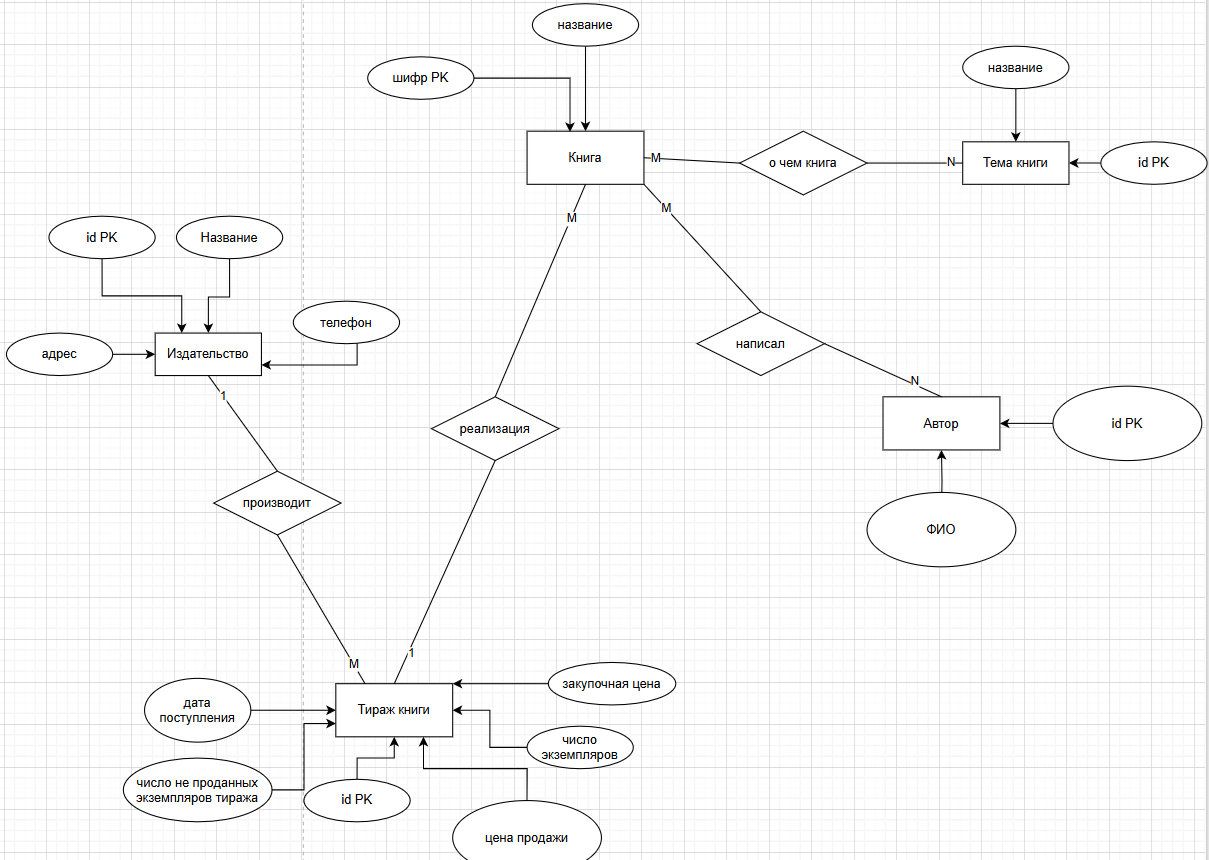 название
шифр PK
название
Книга
M
о чем книга
N
Тема книги
id PK
M
M
id PK
Название
телефон
адрес
Издательство
написал
1
N
Автор
id PK
реализация
производит
ФИО
1
M
закупочная цена
дата
поступления
Тираж книги
число
экземпляров
число не проданных
экземпляров тиража
id PK
цена продажи